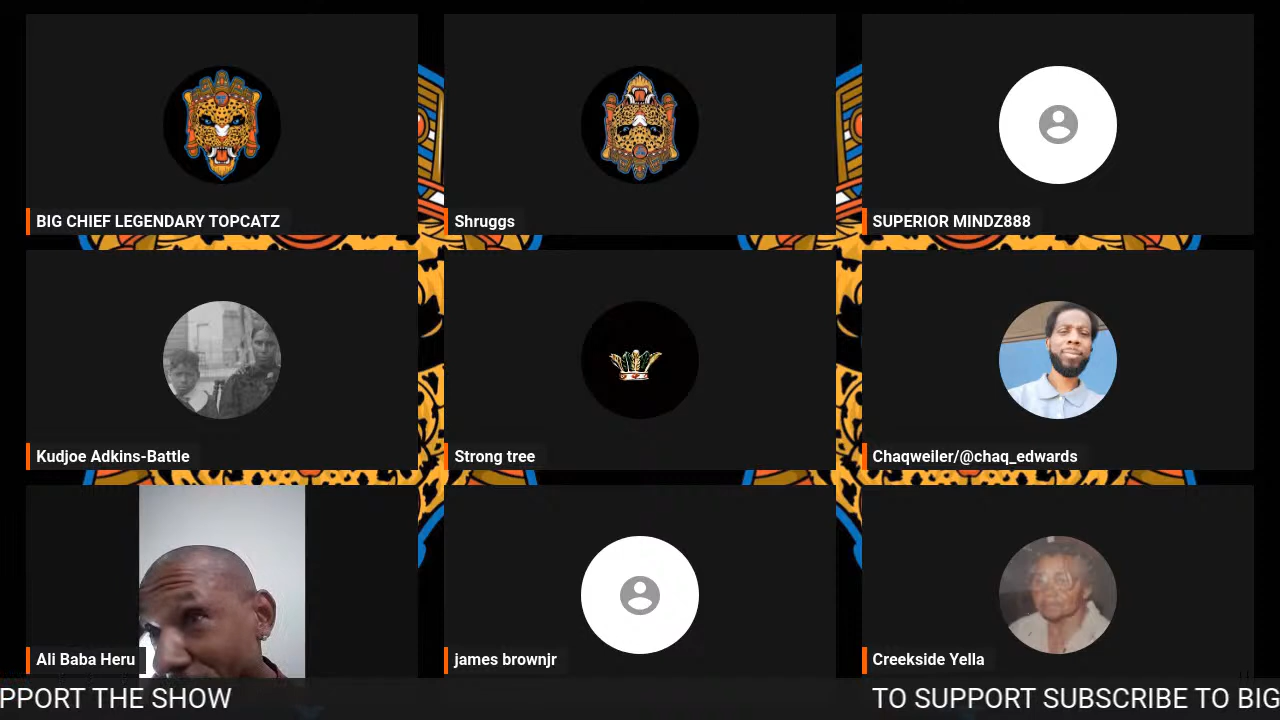 BIG CHIEF LEGENDARY TOPCATZ
Shruggs
SUPERIOR MINDZ888
Kudjoe Adkins-Battle
Strong tree
Chaqweiler/@chaq_edwards
Ali Baba Heru
james brownjr
Creekside Yella
PPORT THE SHOW
TO SUPPORT SUBSCRIBE TO BIG